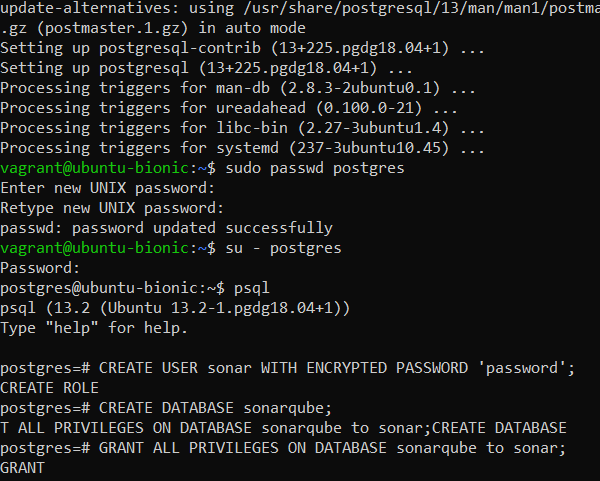 update-alternatives: using /usr/share/postgresql/13/man/man1/postma
.gz (postmaster.1.gz) in auto mode
Setting up postgresql-contrib (13+225.pgdg18.04+1) ...
Setting up postgresql (13+225.pgdg18.04+1) ...
Processing triggers for man-db (2.8.3-2ubuntu0.1) ...
Processing triggers for ureadahead (0.100.0-21) ...
Processing triggers for libc-bin (2.27-3ubuntu1.4) ...
Processing triggers for systemd (237-3ubuntu10.45) ...
vagrant@ubuntu-bionic:~$ sudo passwd postgres
Enter new UNIX password:
Retype new UNIX password:
passwd: password updated successfully
vagrant@ubuntu-bionic:~$ su - postgres
Password:
postgres@ubuntu-bionic:~$ psql
psql (13.2 (Ubuntu 13.2-1.pgdg18.04+1))
Type "help" for help.
postgres=# CREATE USER sonar WITH ENCRYPTED PASSWORD 'password';
CREATE ROLE
postgres=# CREATE DATABASE sonarqube;
T ALL PRIVILEGES ON DATABASE sonarqube to sonar;CREATE DATABASE
postgres=# GRANT ALL PRIVILEGES ON DATABASE sonarqube to sonar;
GRANT